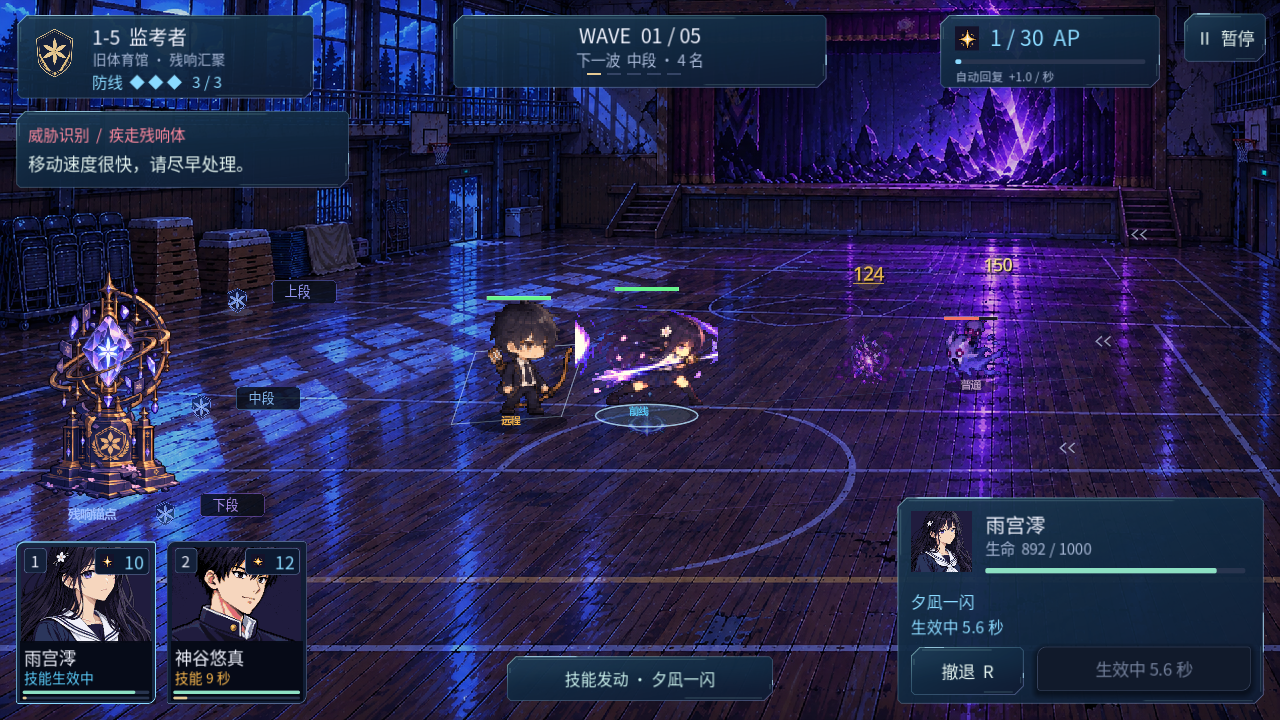 1-5 监考者
旧体育馆 · 残响汇聚
防线 3 / 3
WAVE 01 / 05
下一波 中段 · 4 名
1 / 30 AP
自动回复 +1.0 / 秒
暂停
威胁识别 / 疾走残响体
移动速度很快，请尽早处理。
上段
中段
下段
残响锚点
124
150
普通
远程
前线
1
10
雨宫澪
技能生效中
2
12
神谷悠真
技能 9 秒
技能发动 · 夕凪一闪
雨宫澪
生命 892 / 1000
夕凪一闪
生效中 5.6 秒
撤退 R
生效中 5.6 秒